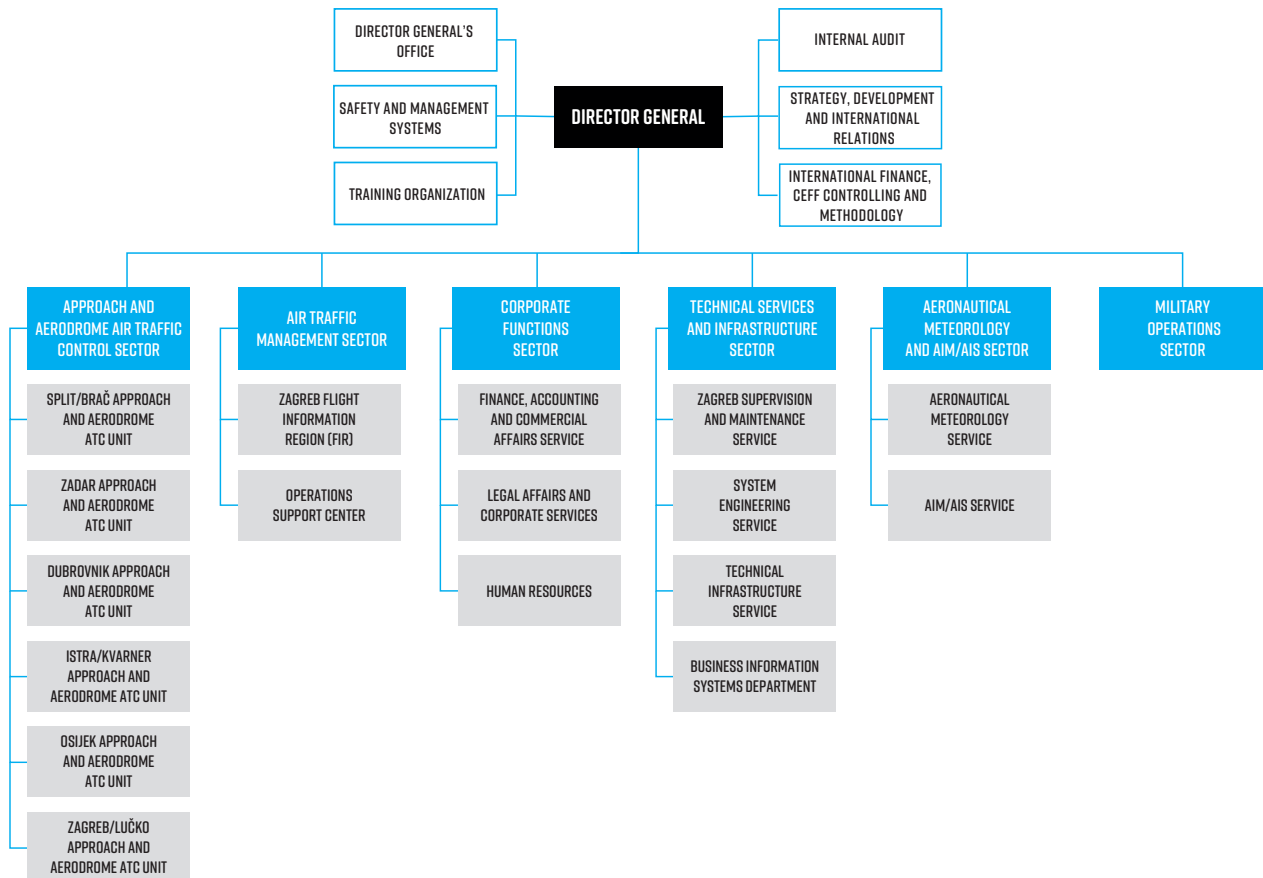 DIRECTOR GENERAL'S
OFFICE
SAFETY AND MANAGEMENT
SYSTEMS
TRAINING ORGANIZATION
DIRECTOR GENERAL
INTERNAL AUDIT
STRATEGY, DEVELOPMENT
AND INTERNATIONAL
RELATIONS
INTERNATIONAL FINANCE,
CEFF CONTROLLING AND
METHODOLOGY
APPROACH AND
AERODROME AIR TRAFFIC
CONTROL SECTOR
SPLIT/BRAČ APPROACH
AND AERODROME
ATC UNIT
ZADAR APPROACH
AND AERODROME
ATC UNIT
DUBROVNIK APPROACH
AND AERODROME
ATC UNIT
ISTRA/KVARNER
APPROACH AND
AERODROME ATC UNIT
OSIJEK APPROACH
AND AERODROME
ATC UNIT
ZAGREB/LUČKO
APPROACH AND
AERODROME ATC UNIT
AIR TRAFFIC
MANAGEMENT SECTOR
ZAGREB FLIGHT
INFORMATION
REGION (FIR)
OPERATIONS
SUPPORT CENTER
CORPORATE
FUNCTIONS
SECTOR
FINANCE, ACCOUNTING
AND COMMERCIAL
AFFAIRS SERVICE
LEGAL AFFAIRS AND
CORPORATE SERVICES
HUMAN RESOURCES
TECHNICAL SERVICES
AND INFRASTRUCTURE
SECTOR
ZAGREB SUPERVISION
AND MAINTENANCE
SERVICE
SYSTEM
ENGINEERING
SERVICE
TECHNICAL
INFRASTRUCTURE
SERVICE
BUSINESS INFORMATION
SYSTEMS DEPARTMENT
AERONAUTICAL
METEOROLOGY
AND AIM/AIS SECTOR
AERONAUTICAL
METEOROLOGY
SERVICE
AIM/AIS SERVICE
MILITARY
OPERATIONS
SECTOR